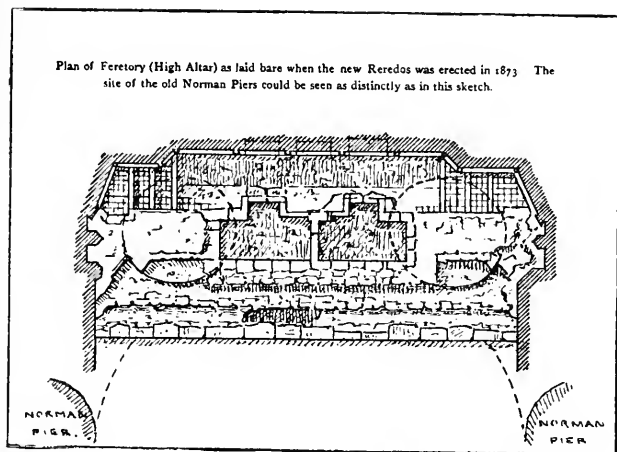 Plan of Feretory (High Altar) as laid bare when the new Reredos was erected in 1873 The
site of the old Norman Piers could be seen as distinctly as in this sketch.
NORMAN
PIER.
NORMAN
PIER